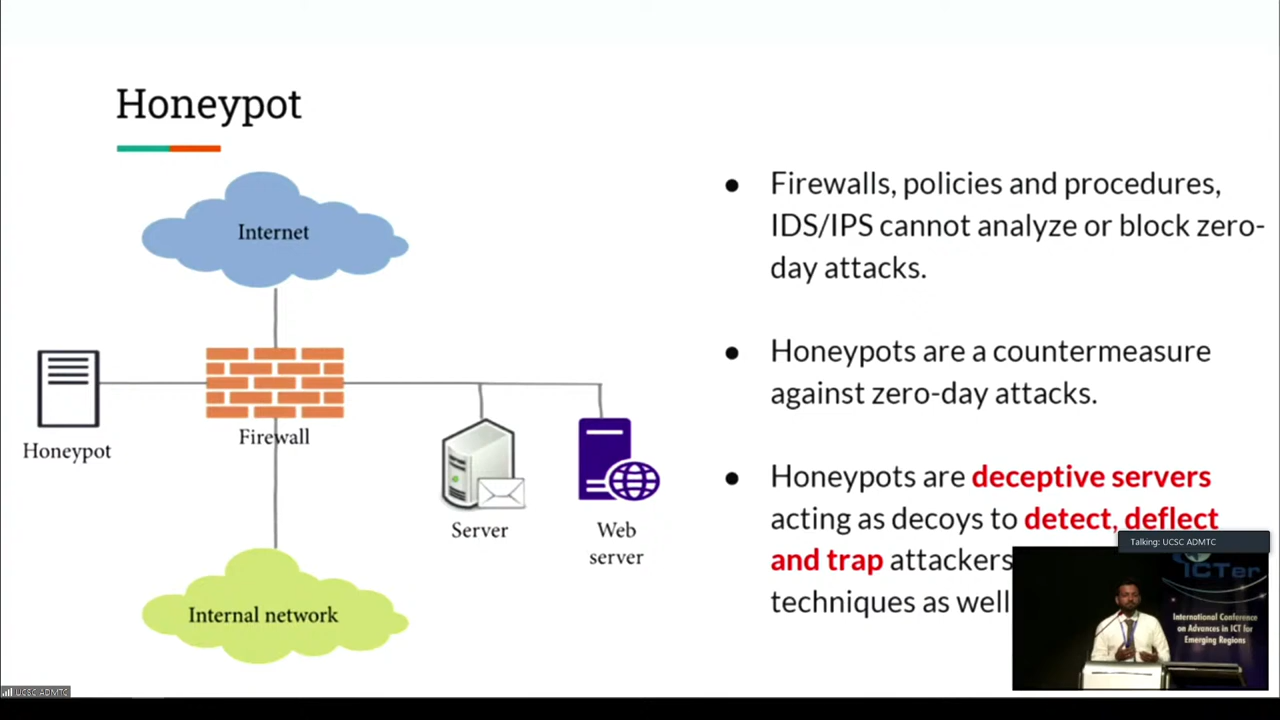 Honeypot
Internet
Honeypot
Firewall
Server
Web
server
Internal network
● Firewalls, policies and procedures,
IDS/IPS cannot analyze or block zero-
day attacks.
● Honeypots are a countermeasure
against zero-day attacks.
● Honeypots are deceptive servers
acting as decoys to detect, deflect
and trap attackers
techniques as well
Talking: UCSC ADMTC
ICTer
International Conference
on Advances in ICT for
Emerging Regions
UCSC ADMTC